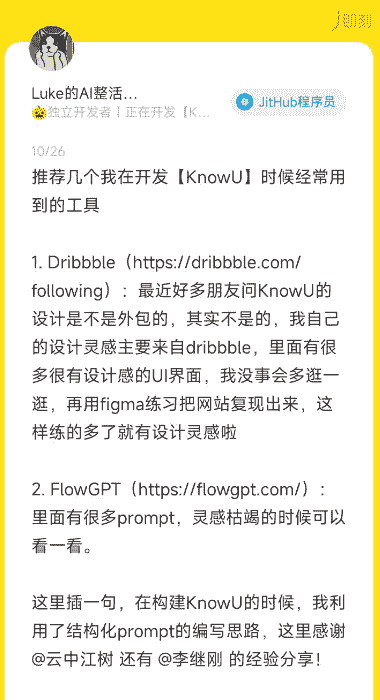 即刻
Luke的AI整活...
独立开发者丨正在开发【K...
JitHub程序员
10/26
推荐几个我在开发【KnowU】时候经常用
到的工具
1. Dribbble（https://dribbble.com/
following）：最近好多朋友问KnowU的
设计是不是外包的，其实不是的，我自己
的设计灵感主要来自dribbble，里面有很
多很有设计感的UI界面，我没事会多逛一
逛，再用figma练习把网站复现出来，这
样练的多了就有设计灵感啦
2. FlowGPT（https://flowgpt.com/）：
里面有很多prompt，灵感枯竭的时候可以
看一看。
这里插一句，在构建KnowU的时候，我利
用了结构化prompt的编写思路，这里感谢
@云中江树 还有 @李继刚 的经验分享！